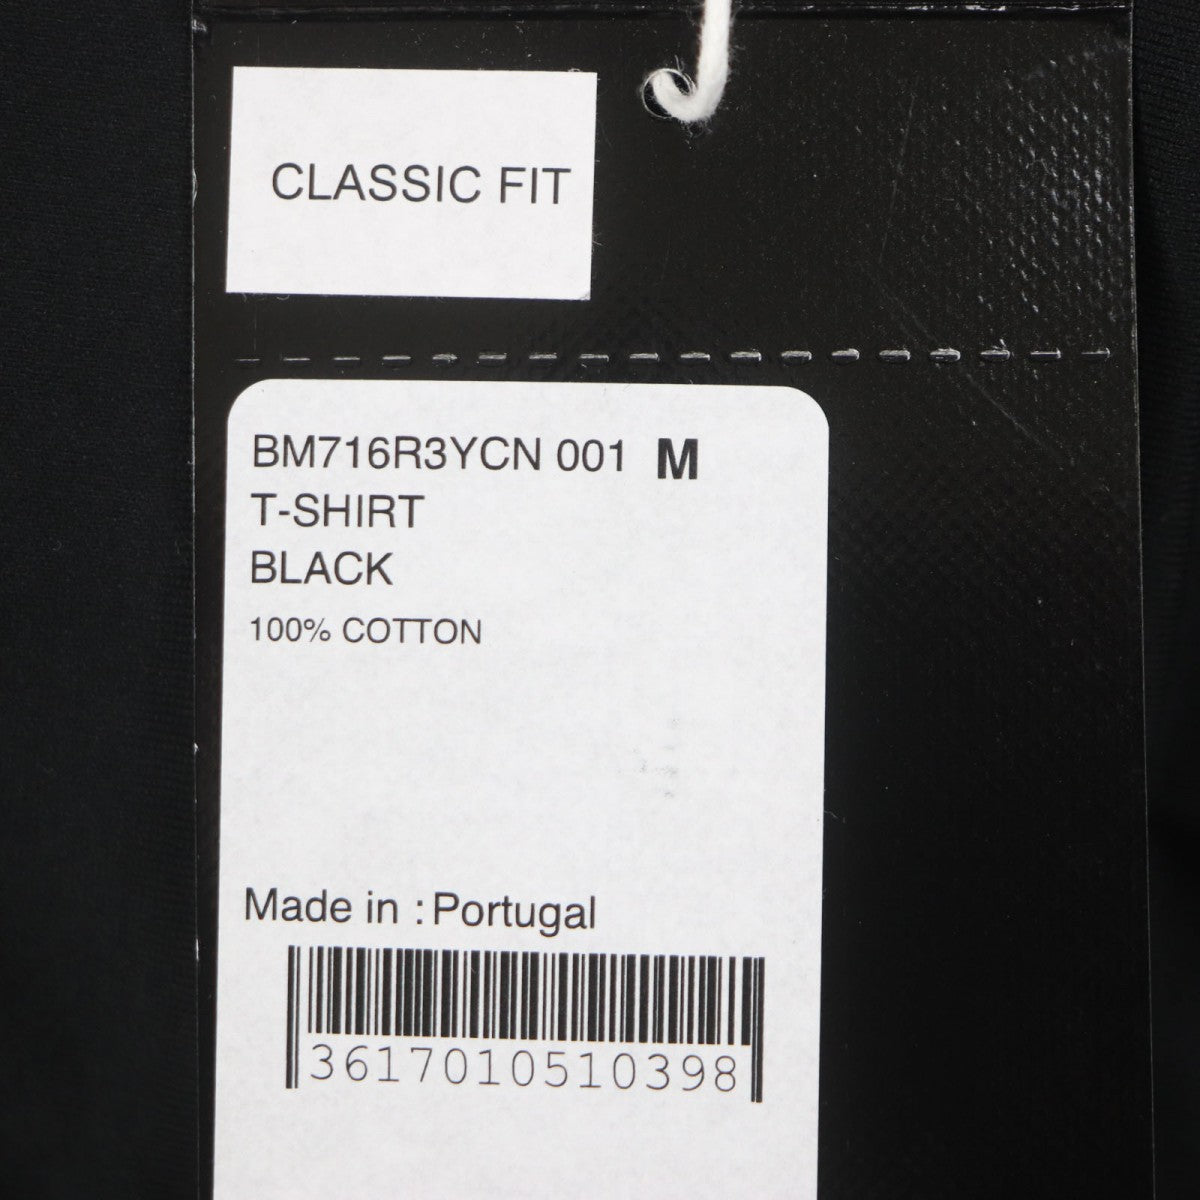 CLASSIC FIT
BM716R3YCN 001 M
T-SHIRT
BLACK
100% COTTON
Made in : Portugal
3617010510398